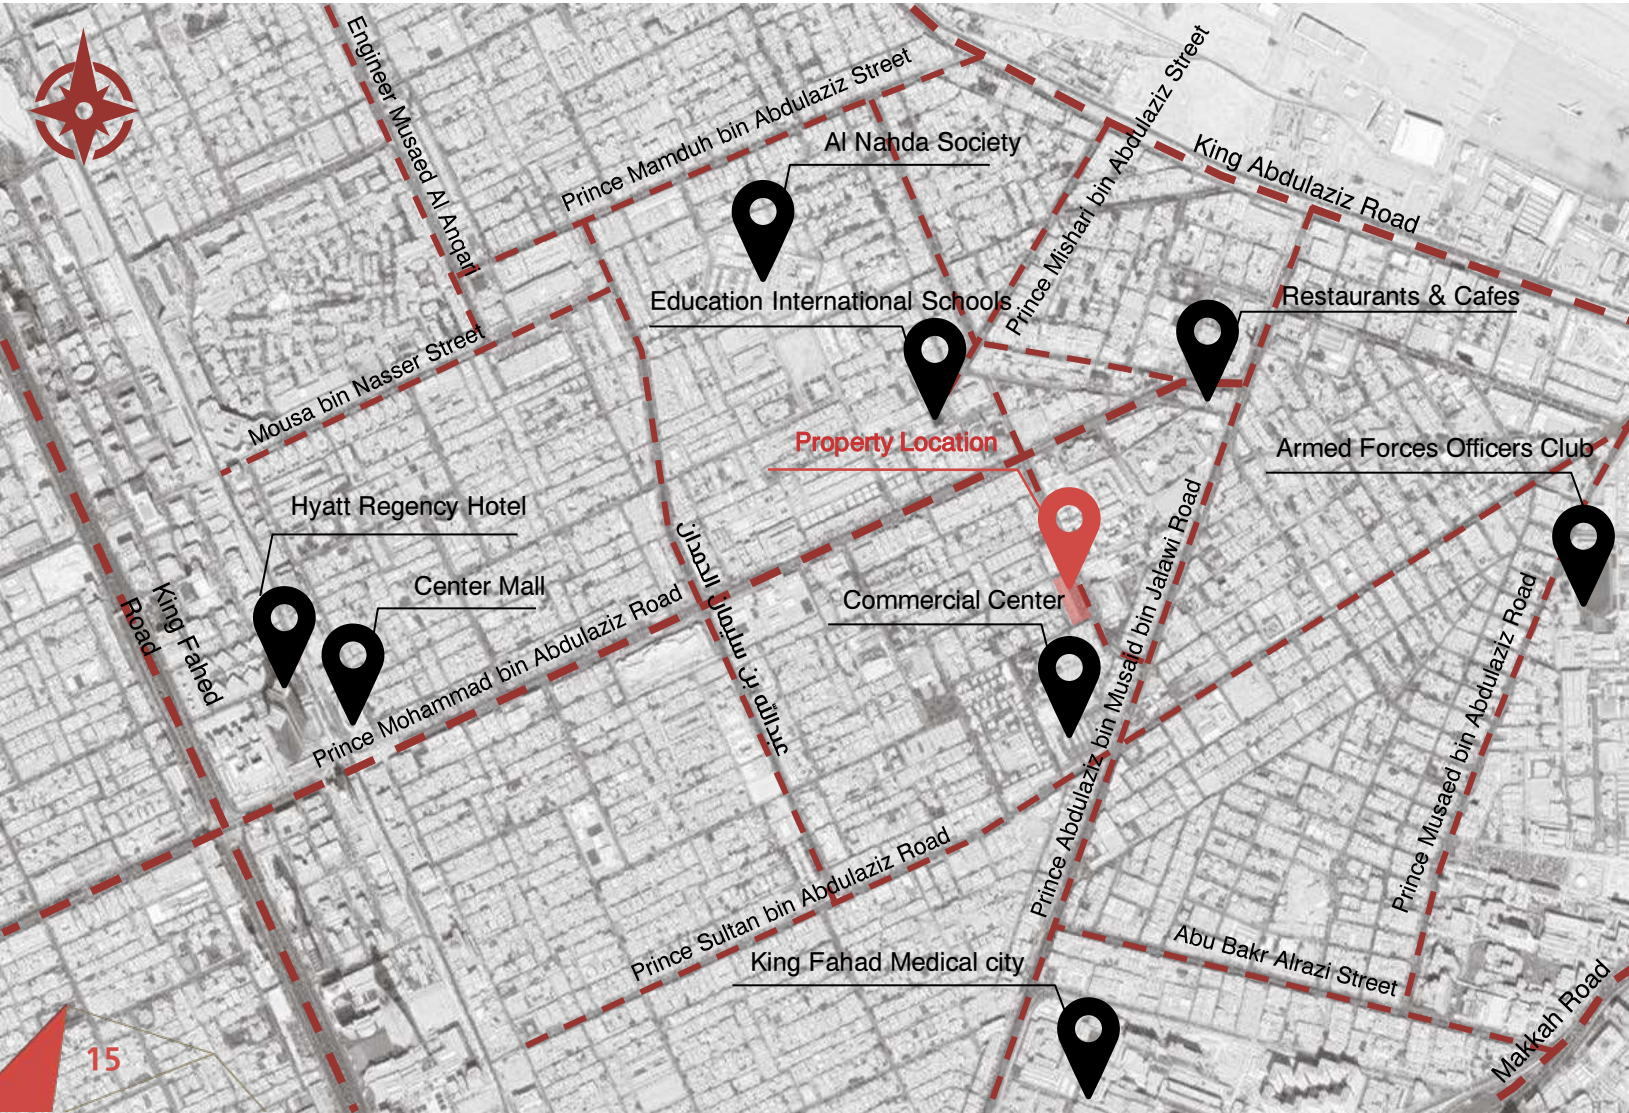 Engineer Musaed Al Anqari
Prince Mamduh bin Abdulaziz Street
Prince Mishari bin Abdulaziz Street
King Abdulaziz Road
Al Nahda Society
Education International Schools
Restaurants & Cafes
Mousa bin Nasser Street
Property Location
Armed Forces Officers Club
Hyatt Regency Hotel
Center Mall
King Fahed
Road
Commercial Center
عبدالله بن سليمان الحمدان
Prince Mohammad bin Abdulaziz Road
Prince Abdulaziz bin Musaid bin Jalawi Road
Prince Musaed bin Abdulaziz Road
Prince Sultan bin Abdulaziz Road
King Fahad Medical city
Abu Bakr Alrazi Street
Makkah Road
15